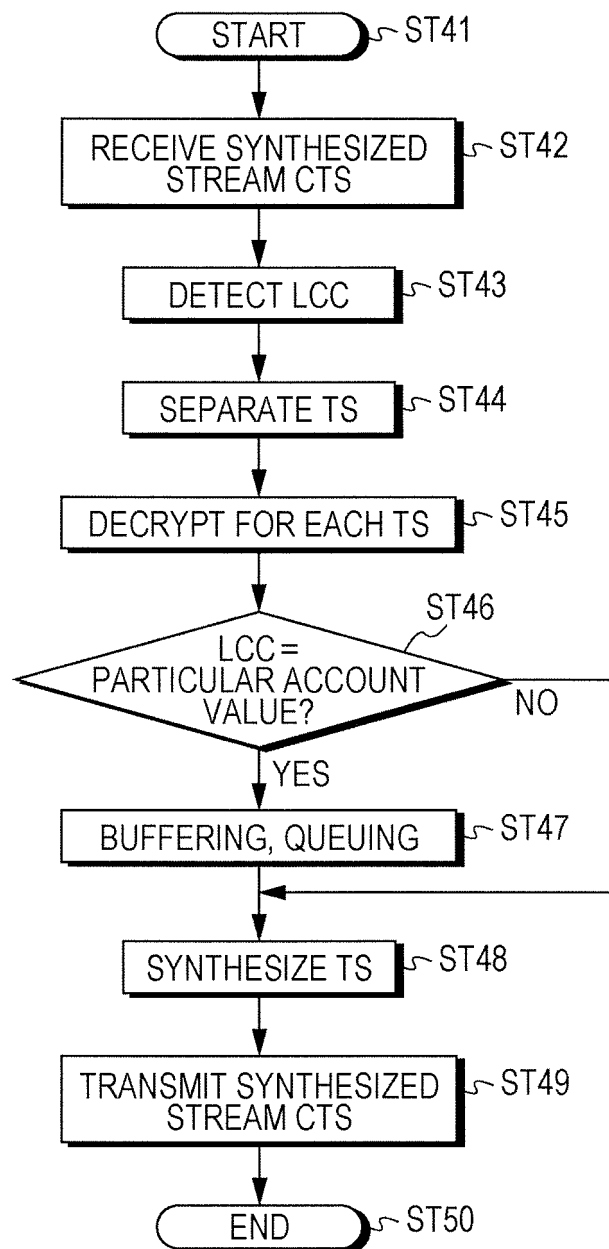 START
ST41
RECEIVE SYNTHESIZED
STREAM CTS
ST42
DETECT LCC
ST43
SEPARATE TS
ST44
DECRYPT FOR EACH TS
ST45
ST46
LCC =
PARTICULAR ACCOUNT
VALUE?
NO
YES
BUFFERING, QUEUING
ST47
SYNTHESIZE TS
ST48
TRANSMIT SYNTHESIZED
STREAM CTS
ST49
END
ST50